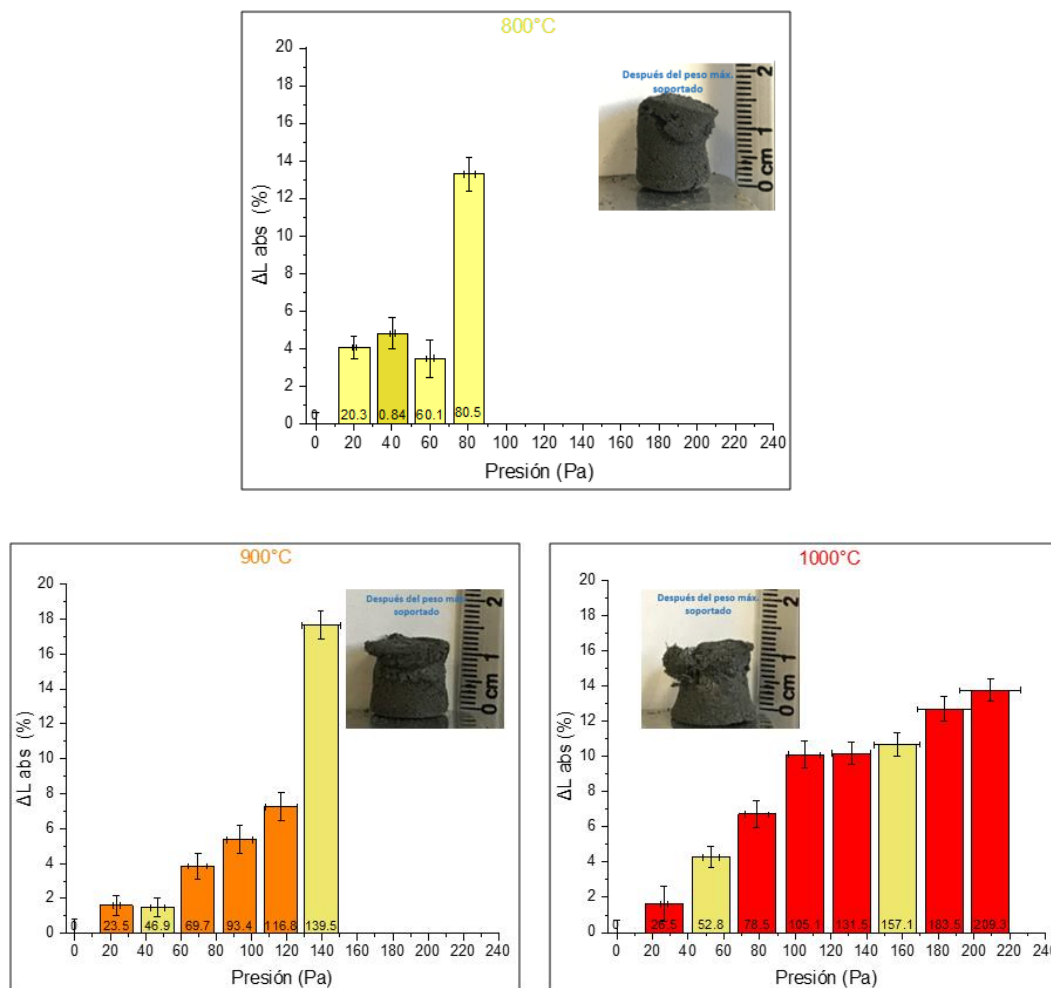 800°C
20
18
16
14
12
10
8
6
4
2
0
ΔL abs (%)
Después del peso máx.
soportado
0 cm 1 2
0 20.3 0.84 60.1 80.5
0 20 40 60 80 100 120 140 160 180 200 220 240
Presión (Pa)
900°C
20
18
16
14
12
10
8
6
4
2
0
ΔL abs (%)
Después del peso máx.
soportado
0 cm 1 2
0 23.5 46.9 69.7 93.4 116.8 139.5
0 20 40 60 80 100 120 140 160 180 200 220 240
Presión (Pa)
1000°C
20
18
16
14
12
10
8
6
4
2
0
ΔL abs (%)
Después del peso máx.
soportado
0 cm 1 2
0 26.5 52.8 78.5 105.1 131.5 157.1 183.5 209.3
0 20 40 60 80 100 120 140 160 180 200 220 240
Presión (Pa)